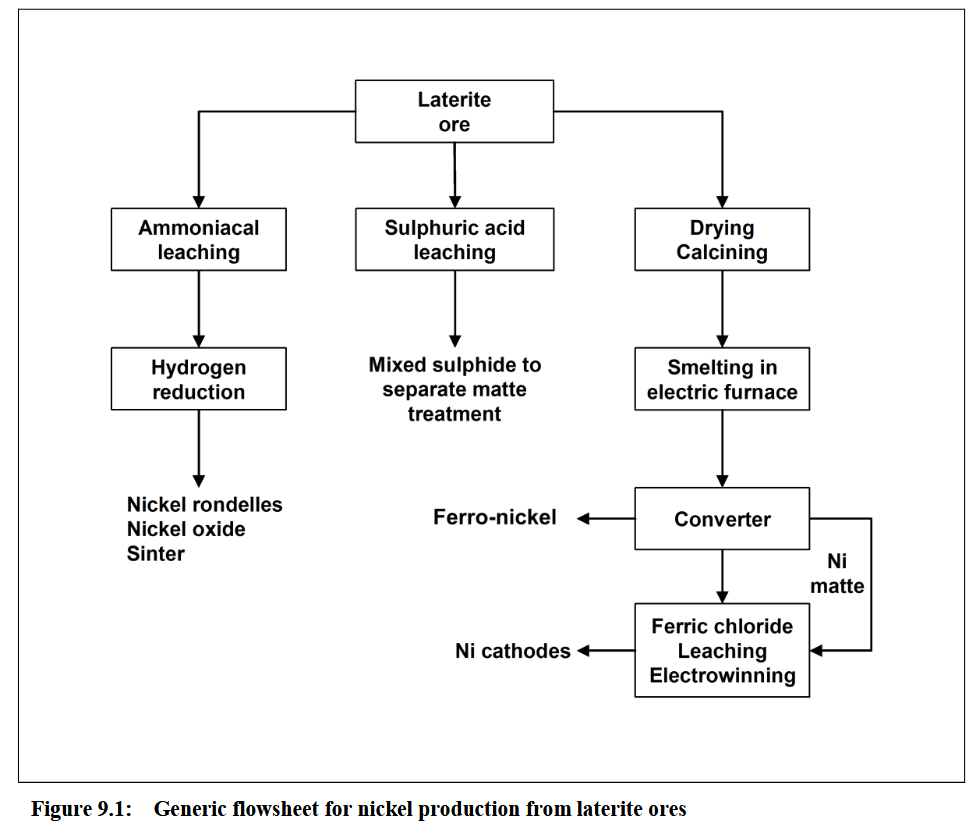 Laterite
ore
Ammoniacal
leaching
Sulphuric acid
leaching
Drying
Calcining
Hydrogen
reduction
Mixed sulphide to
separate matte
treatment
Smelting in
electric furnace
Nickel rondelles
Nickel oxide
Sinter
Ferro-nickel
Converter
Ni
matte
Ni cathodes
Ferric chloride
Leaching
Electrowinning
Figure 9.1: Generic flowsheet for nickel production from laterite ores